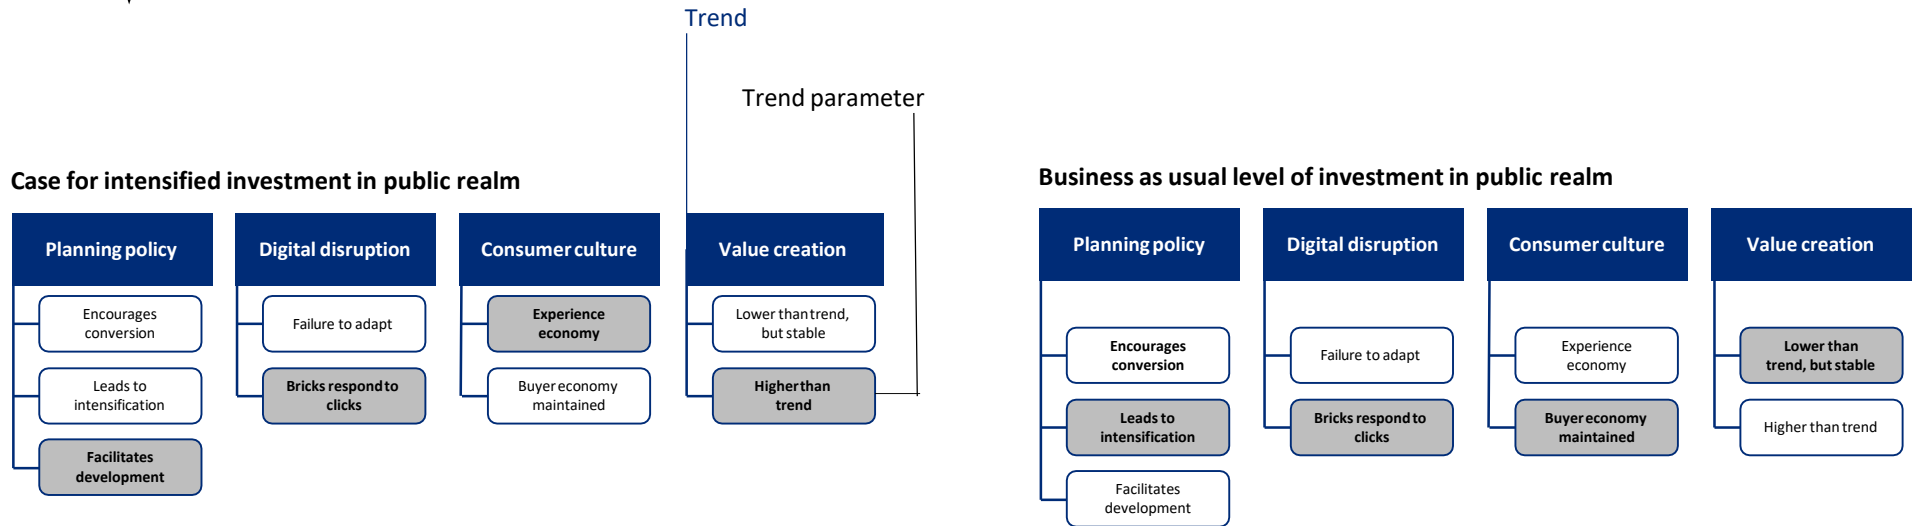 Trend
Trend parameter
Case for intensified investment in public realm
Planning policy
Encourages
conversion
Leads to
intensification
Facilitates
development
Digital disruption
Failure to adapt
Bricks respond to
clicks
Consumer culture
Experience
economy
Buyer economy
maintained
Value creation
Lower than trend,
but stable
Higher than
trend
Business as usual level of investment in public realm
Planning policy
Encourages
conversion
Leads to
intensification
Facilitates
development
Digital disruption
Failure to adapt
Bricks respond to
clicks
Consumer culture
Experience
economy
Buyer economy
maintained
Value creation
Lower than
trend, but stable
Higher than trend